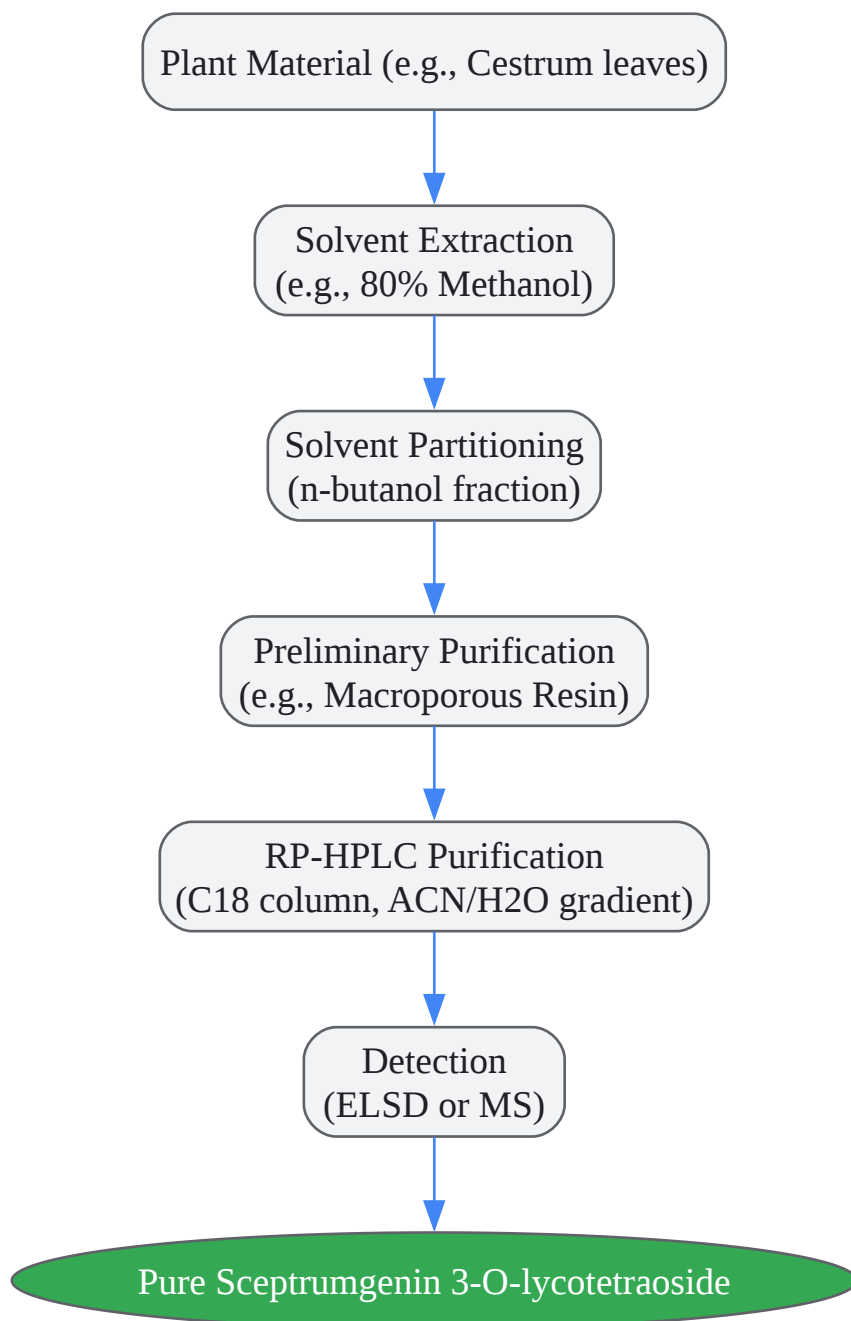 Plant Material (e.g., Cestrum leaves)
Solvent Extraction
(e.g., 80% Methanol)
Solvent Partitioning
(n-butanol fraction)
Preliminary Purification
(e.g., Macroporous Resin)
RP-HPLC Purification
(C18 column, ACN/H2O gradient)
Detection
(ELSD or MS)
Pure Sceptrumgenin 3-O-lycotetraoside